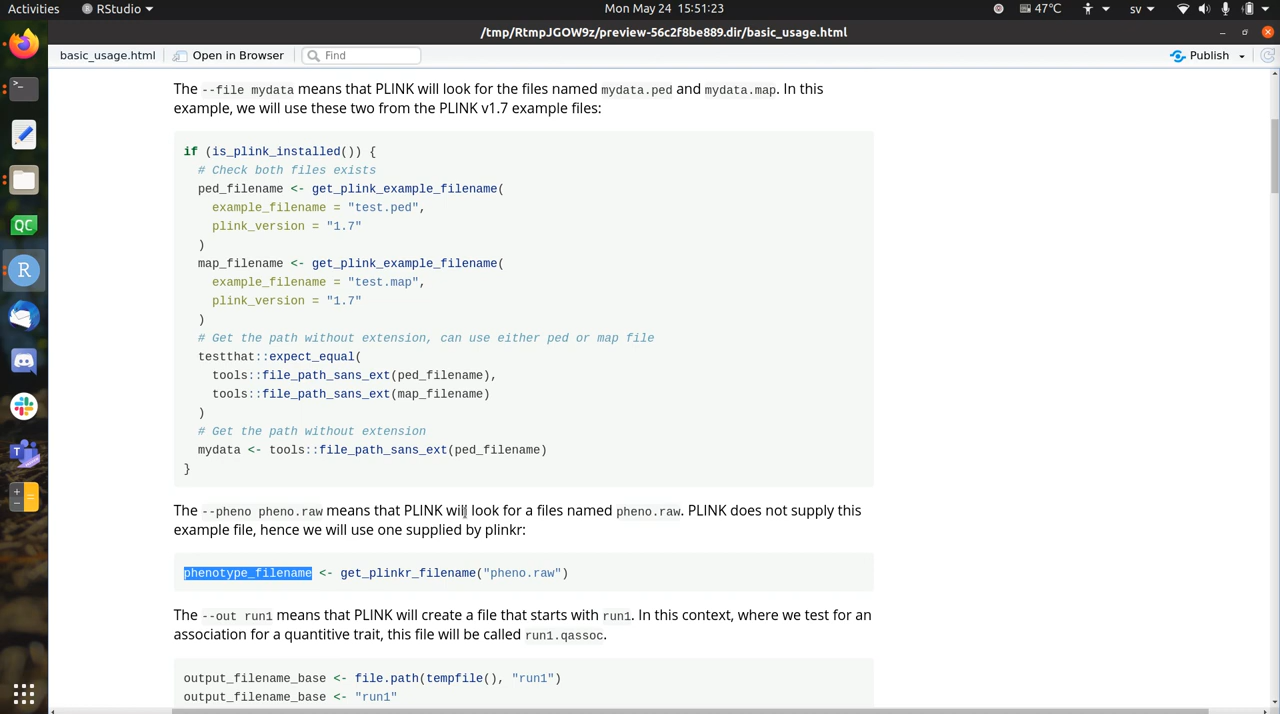 Activities
RStudio
Mon May 24 15:51:23
47°C
sv
/tmp/RtmpJGOW9z/preview-56c2f8be889.dir/basic_usage.html
basic_usage.html
Open in Browser
Find
Publish
The --file mydata means that PLINK will look for the files named mydata.ped and mydata.map. In this
example, we will use these two from the PLINK v1.7 example files:
if (is_plink_installed()) {
# Check both files exists
ped_filename <- get_plink_example_filename(
example_filename = "test.ped",
plink_version = "1.7"
)
map_filename <- get_plink_example_filename(
example_filename = "test.map",
plink_version = "1.7"
)
# Get the path without extension, can use either ped or map file
testthat::expect_equal(
tools::file_path_sans_ext(ped_filename),
tools::file_path_sans_ext(map_filename)
)
# Get the path without extension
mydata <- tools::file_path_sans_ext(ped_filename)
}
The --pheno pheno.raw means that PLINK will look for a files named pheno.raw. PLINK does not supply this
example file, hence we will use one supplied by plinkr:
phenotype_filename <- get_plinkr_filename("pheno.raw")
The --out run1 means that PLINK will create a file that starts with run1. In this context, where we test for an
association for a quantitive trait, this file will be called run1.qassoc.
output_filename_base <- file.path(tempfile(), "run1")
output_filename_base <- "run1"
QC
R